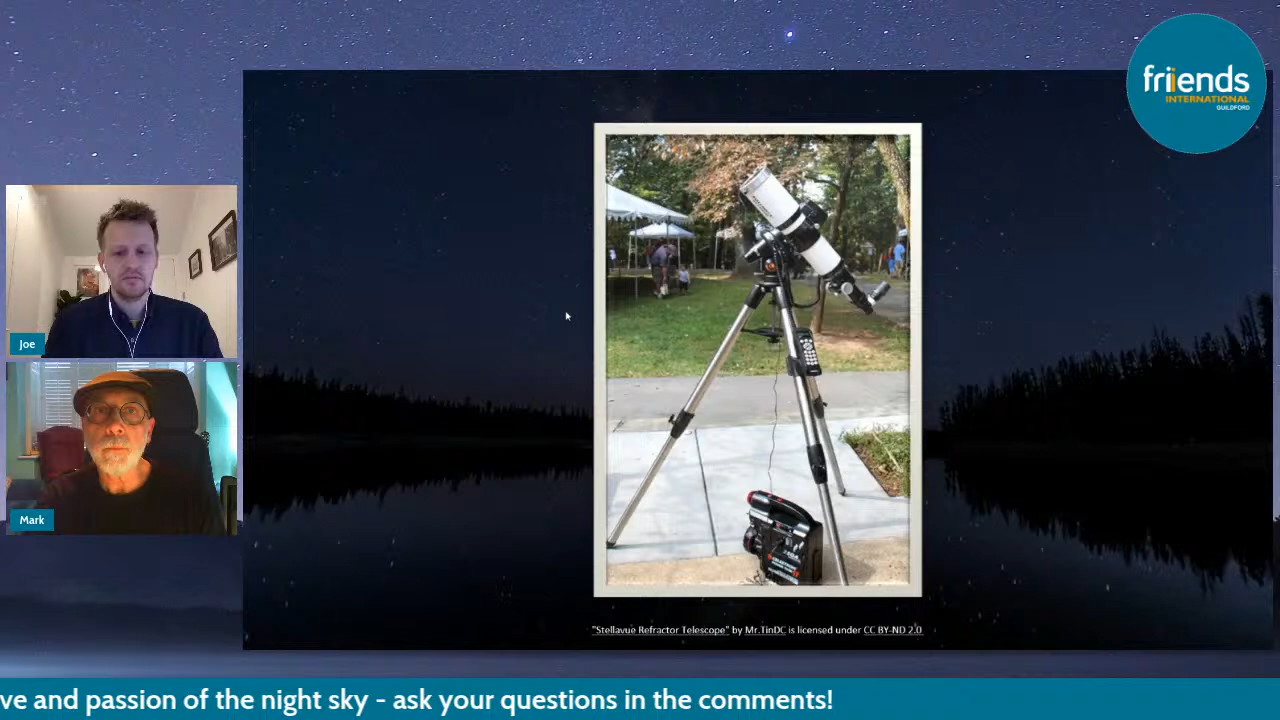 friends
INTERNATIONAL
GUILDFORD
Joe
Mark
"Stellavue Refractor Telescope" by Mr.TinDC is licensed under CC BY-ND 2.0
ve and passion of the night sky - ask your questions in the comments!